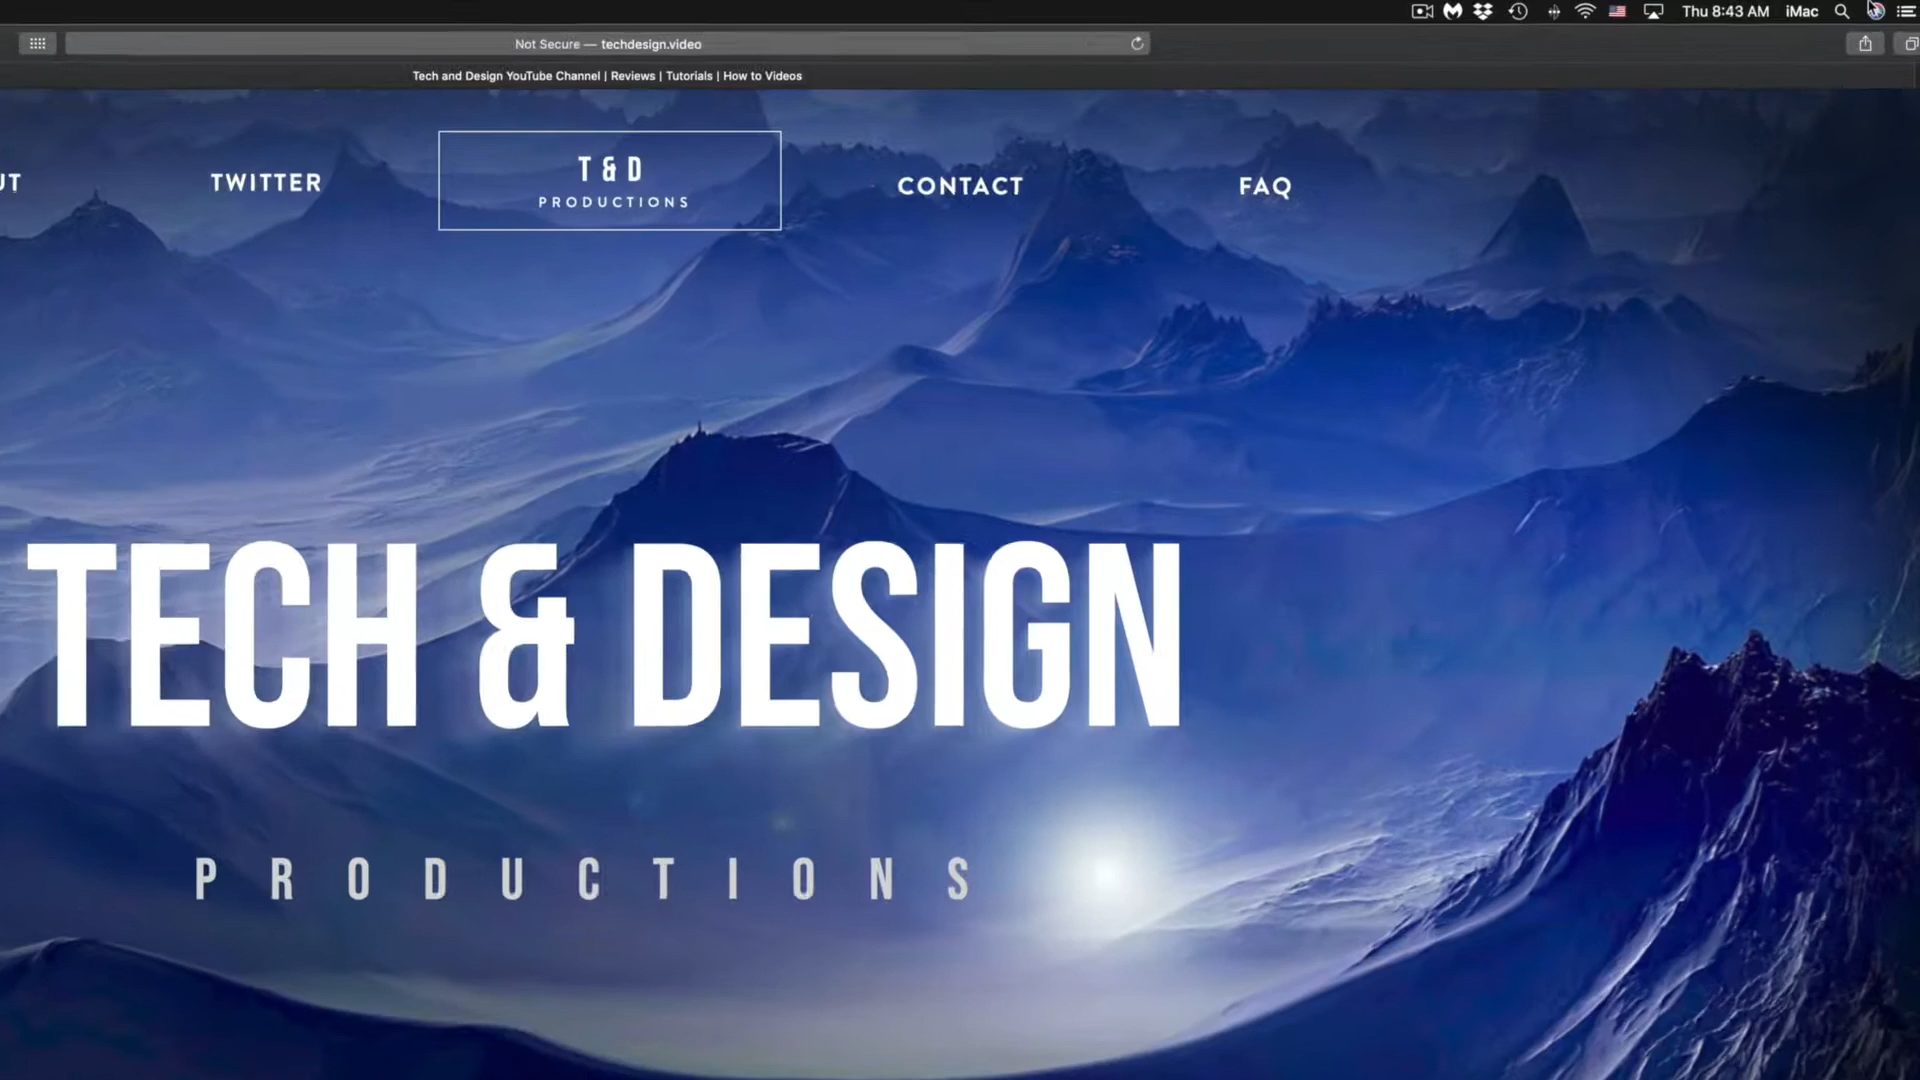 Thu 8:43 AM iMac
Not Secure — techdesign.video
Tech and Design YouTube Channel | Reviews | Tutorials | How to Videos
UT
TWITTER
T & D
PRODUCTIONS
CONTACT
FAQ
TECH & DESIGN
PRODUCTIONS